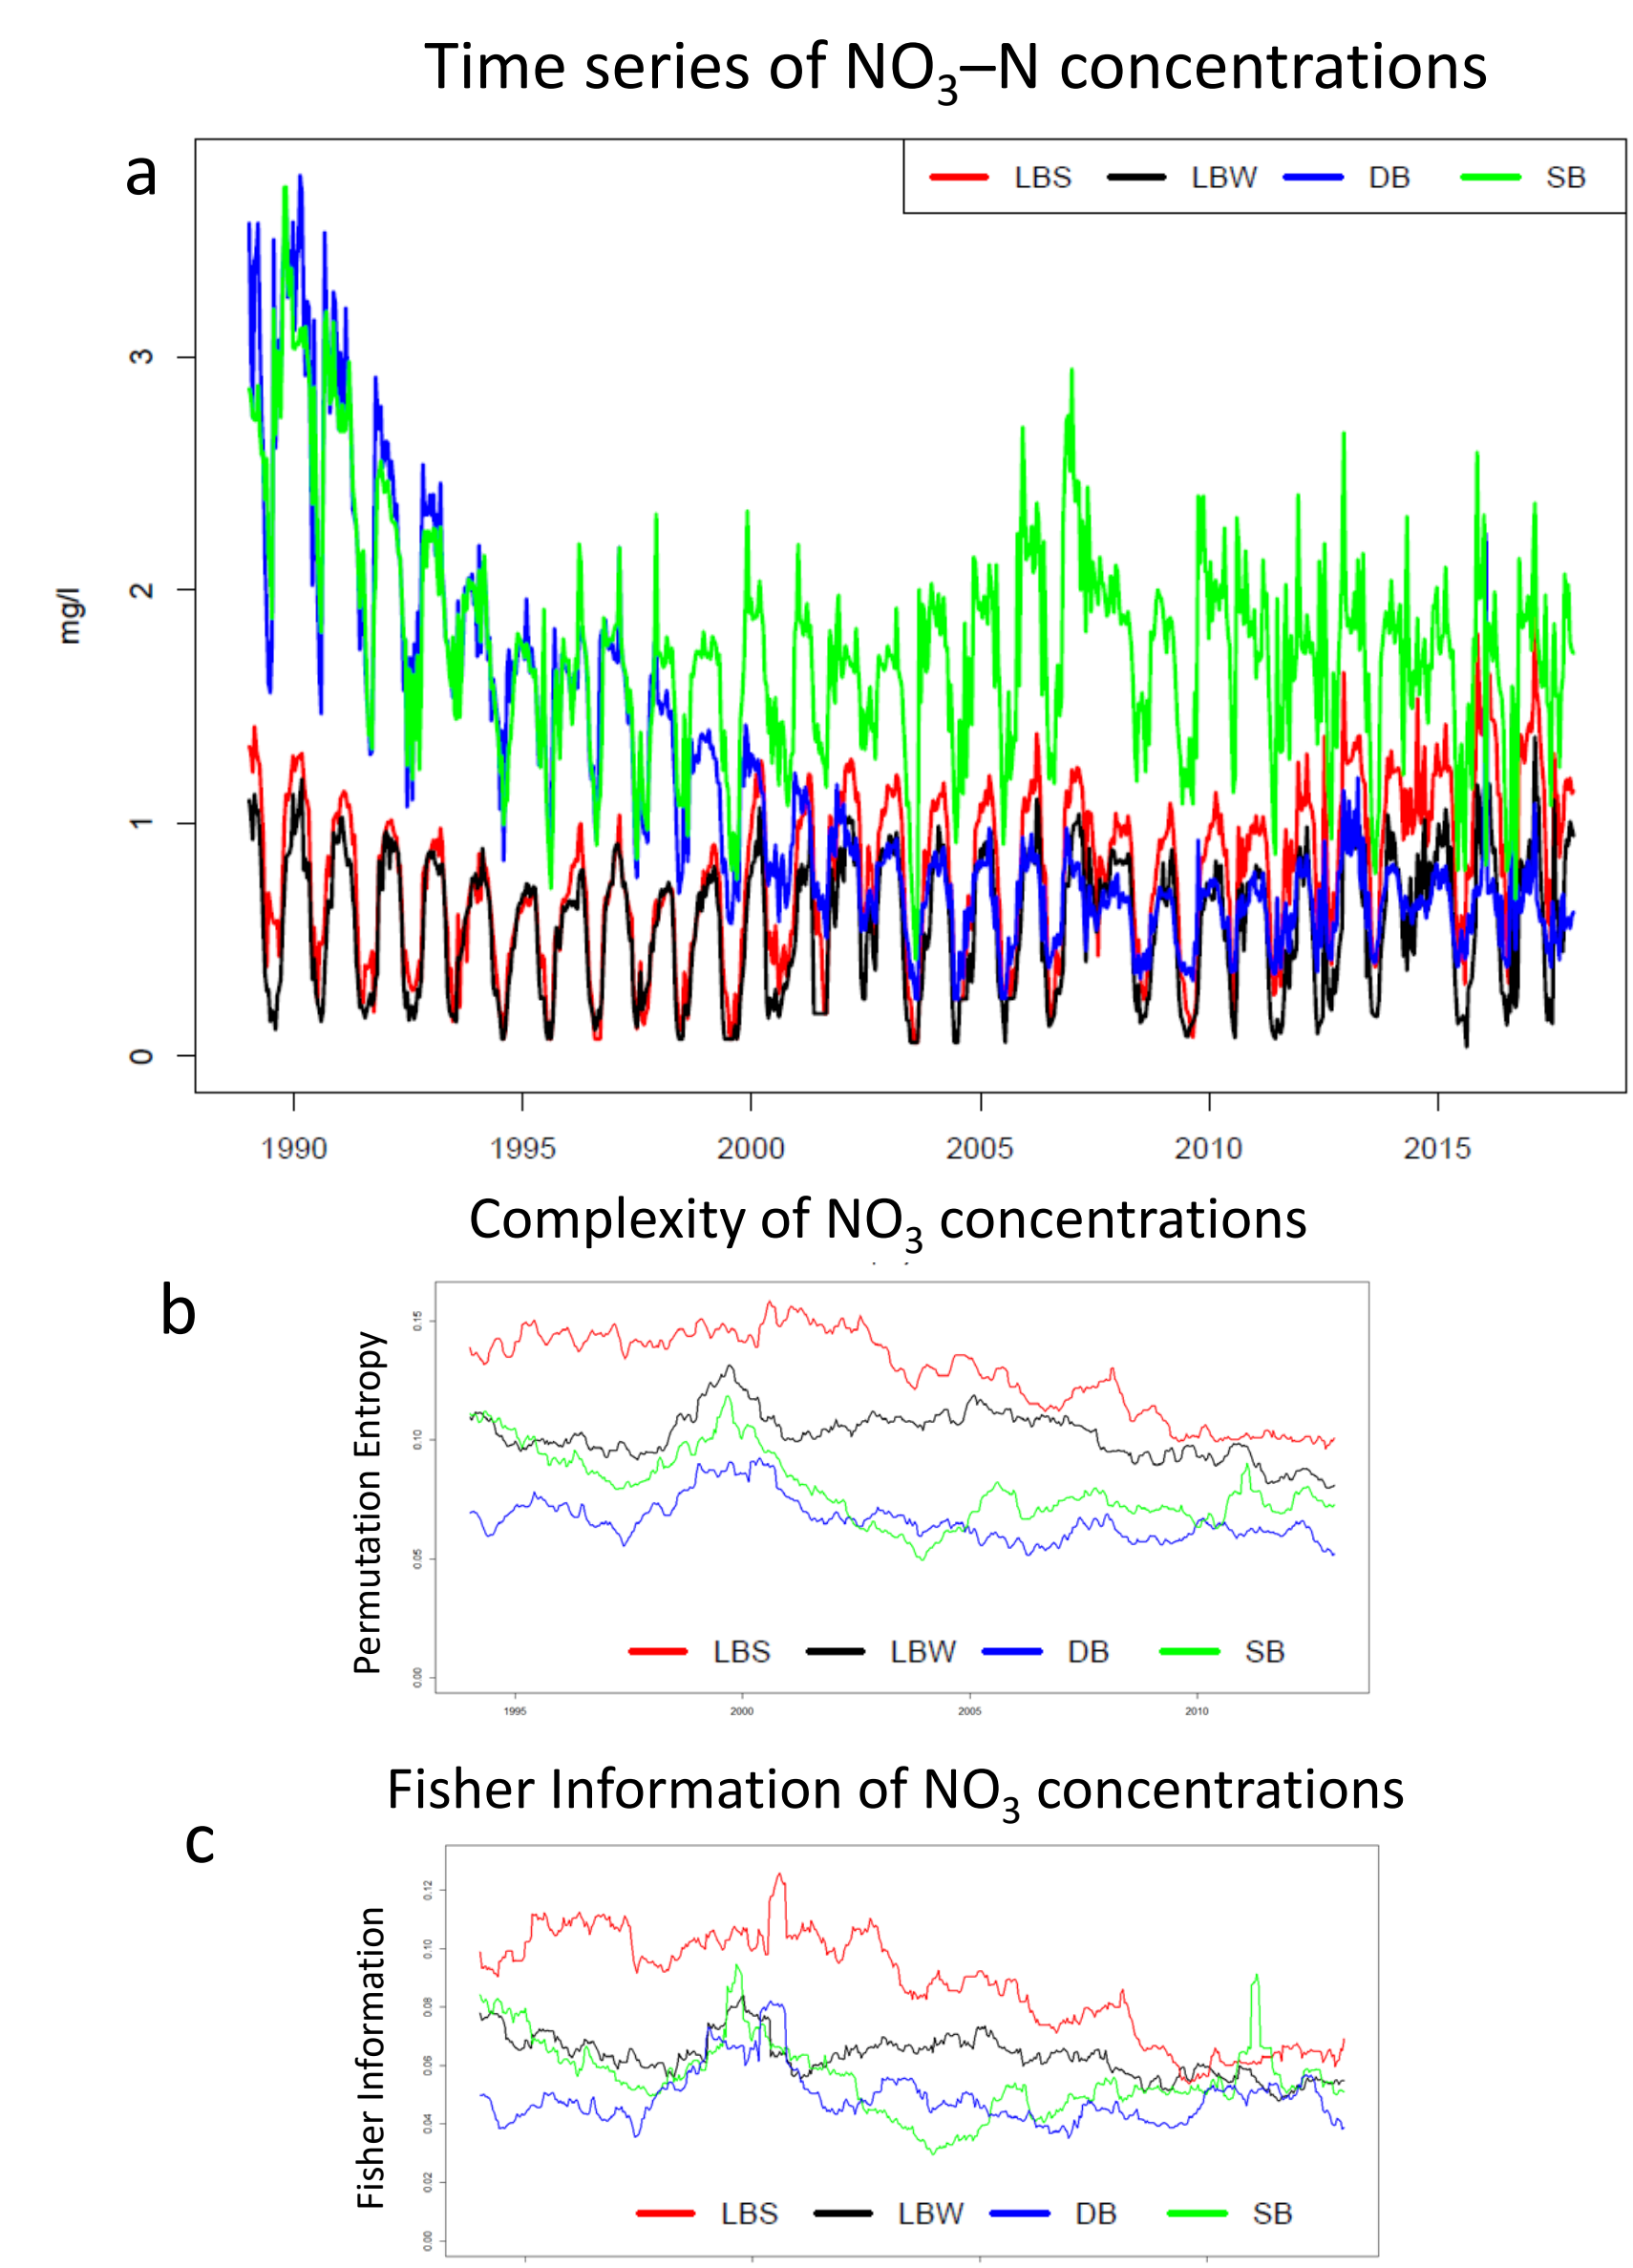 Time series of NO3–N concentrations
a
LBS LBW DB SB
3
2
1
0
mg/l
1990 1995 2000 2005 2010 2015
Complexity of NO3 concentrations
b
0.15
0.10
0.05
0.00
Permutation Entropy
LBS LBW DB SB
1995 2000 2005 2010
Fisher Information of NO3 concentrations
c
0.12
0.10
0.08
0.06
0.04
0.02
0.00
Fisher Information
LBS LBW DB SB